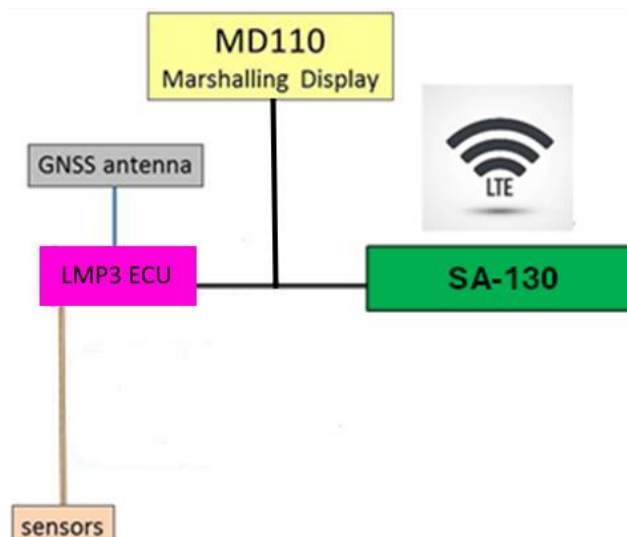 MD110
Marshalling Display
LTE
GNSS antenna
LMP3 ECU
SA-130
sensors